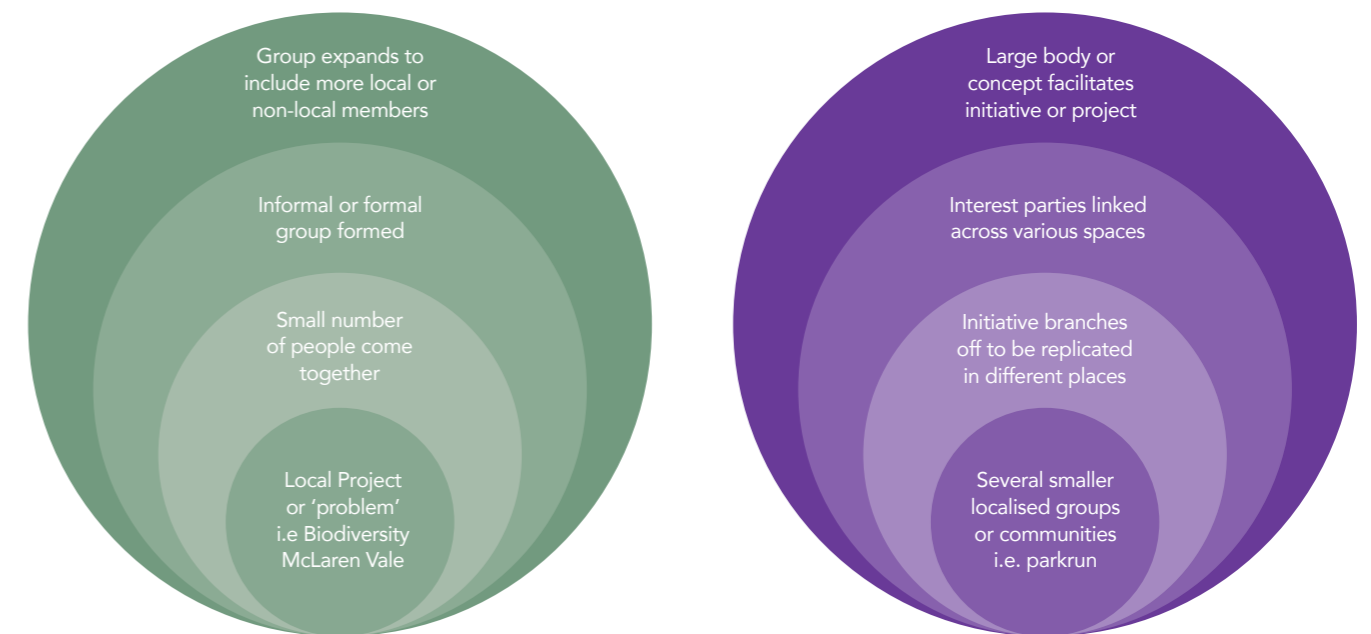 Group expands to
include more local or
non-local members
Informal or formal
group formed
Small number
of people come
together
Local Project
or ‘problem’
i.e Biodiversity
McLaren Vale
Large body or
concept facilitates
initiative or project
Interest parties linked
across various spaces
Initiative branches
off to be replicated
in different places
Several smaller
localised groups
or communities
i.e. parkrun